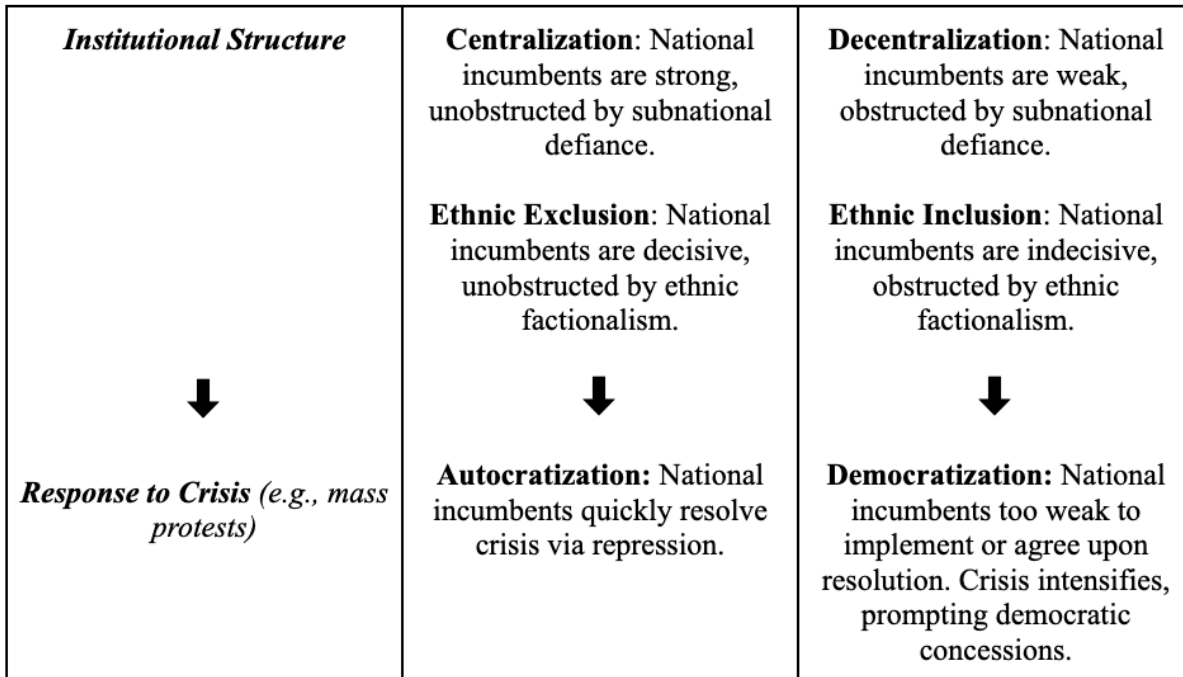 Institutional Structure
Centralization: National
incumbents are strong,
unobstructed by subnational
defiance.
Ethnic Exclusion: National
incumbents are decisive,
unobstructed by ethnic
factionalism.
Decentralization: National
incumbents are weak,
obstructed by subnational
defiance.
Ethnic Inclusion: National
incumbents are indecisive,
obstructed by ethnic
factionalism.
Response to Crisis (e.g., mass
protests)
Autocratization: National
incumbents quickly resolve
crisis via repression.
Democratization: National
incumbents too weak to
implement or agree upon
resolution. Crisis intensifies,
prompting democratic
concessions.